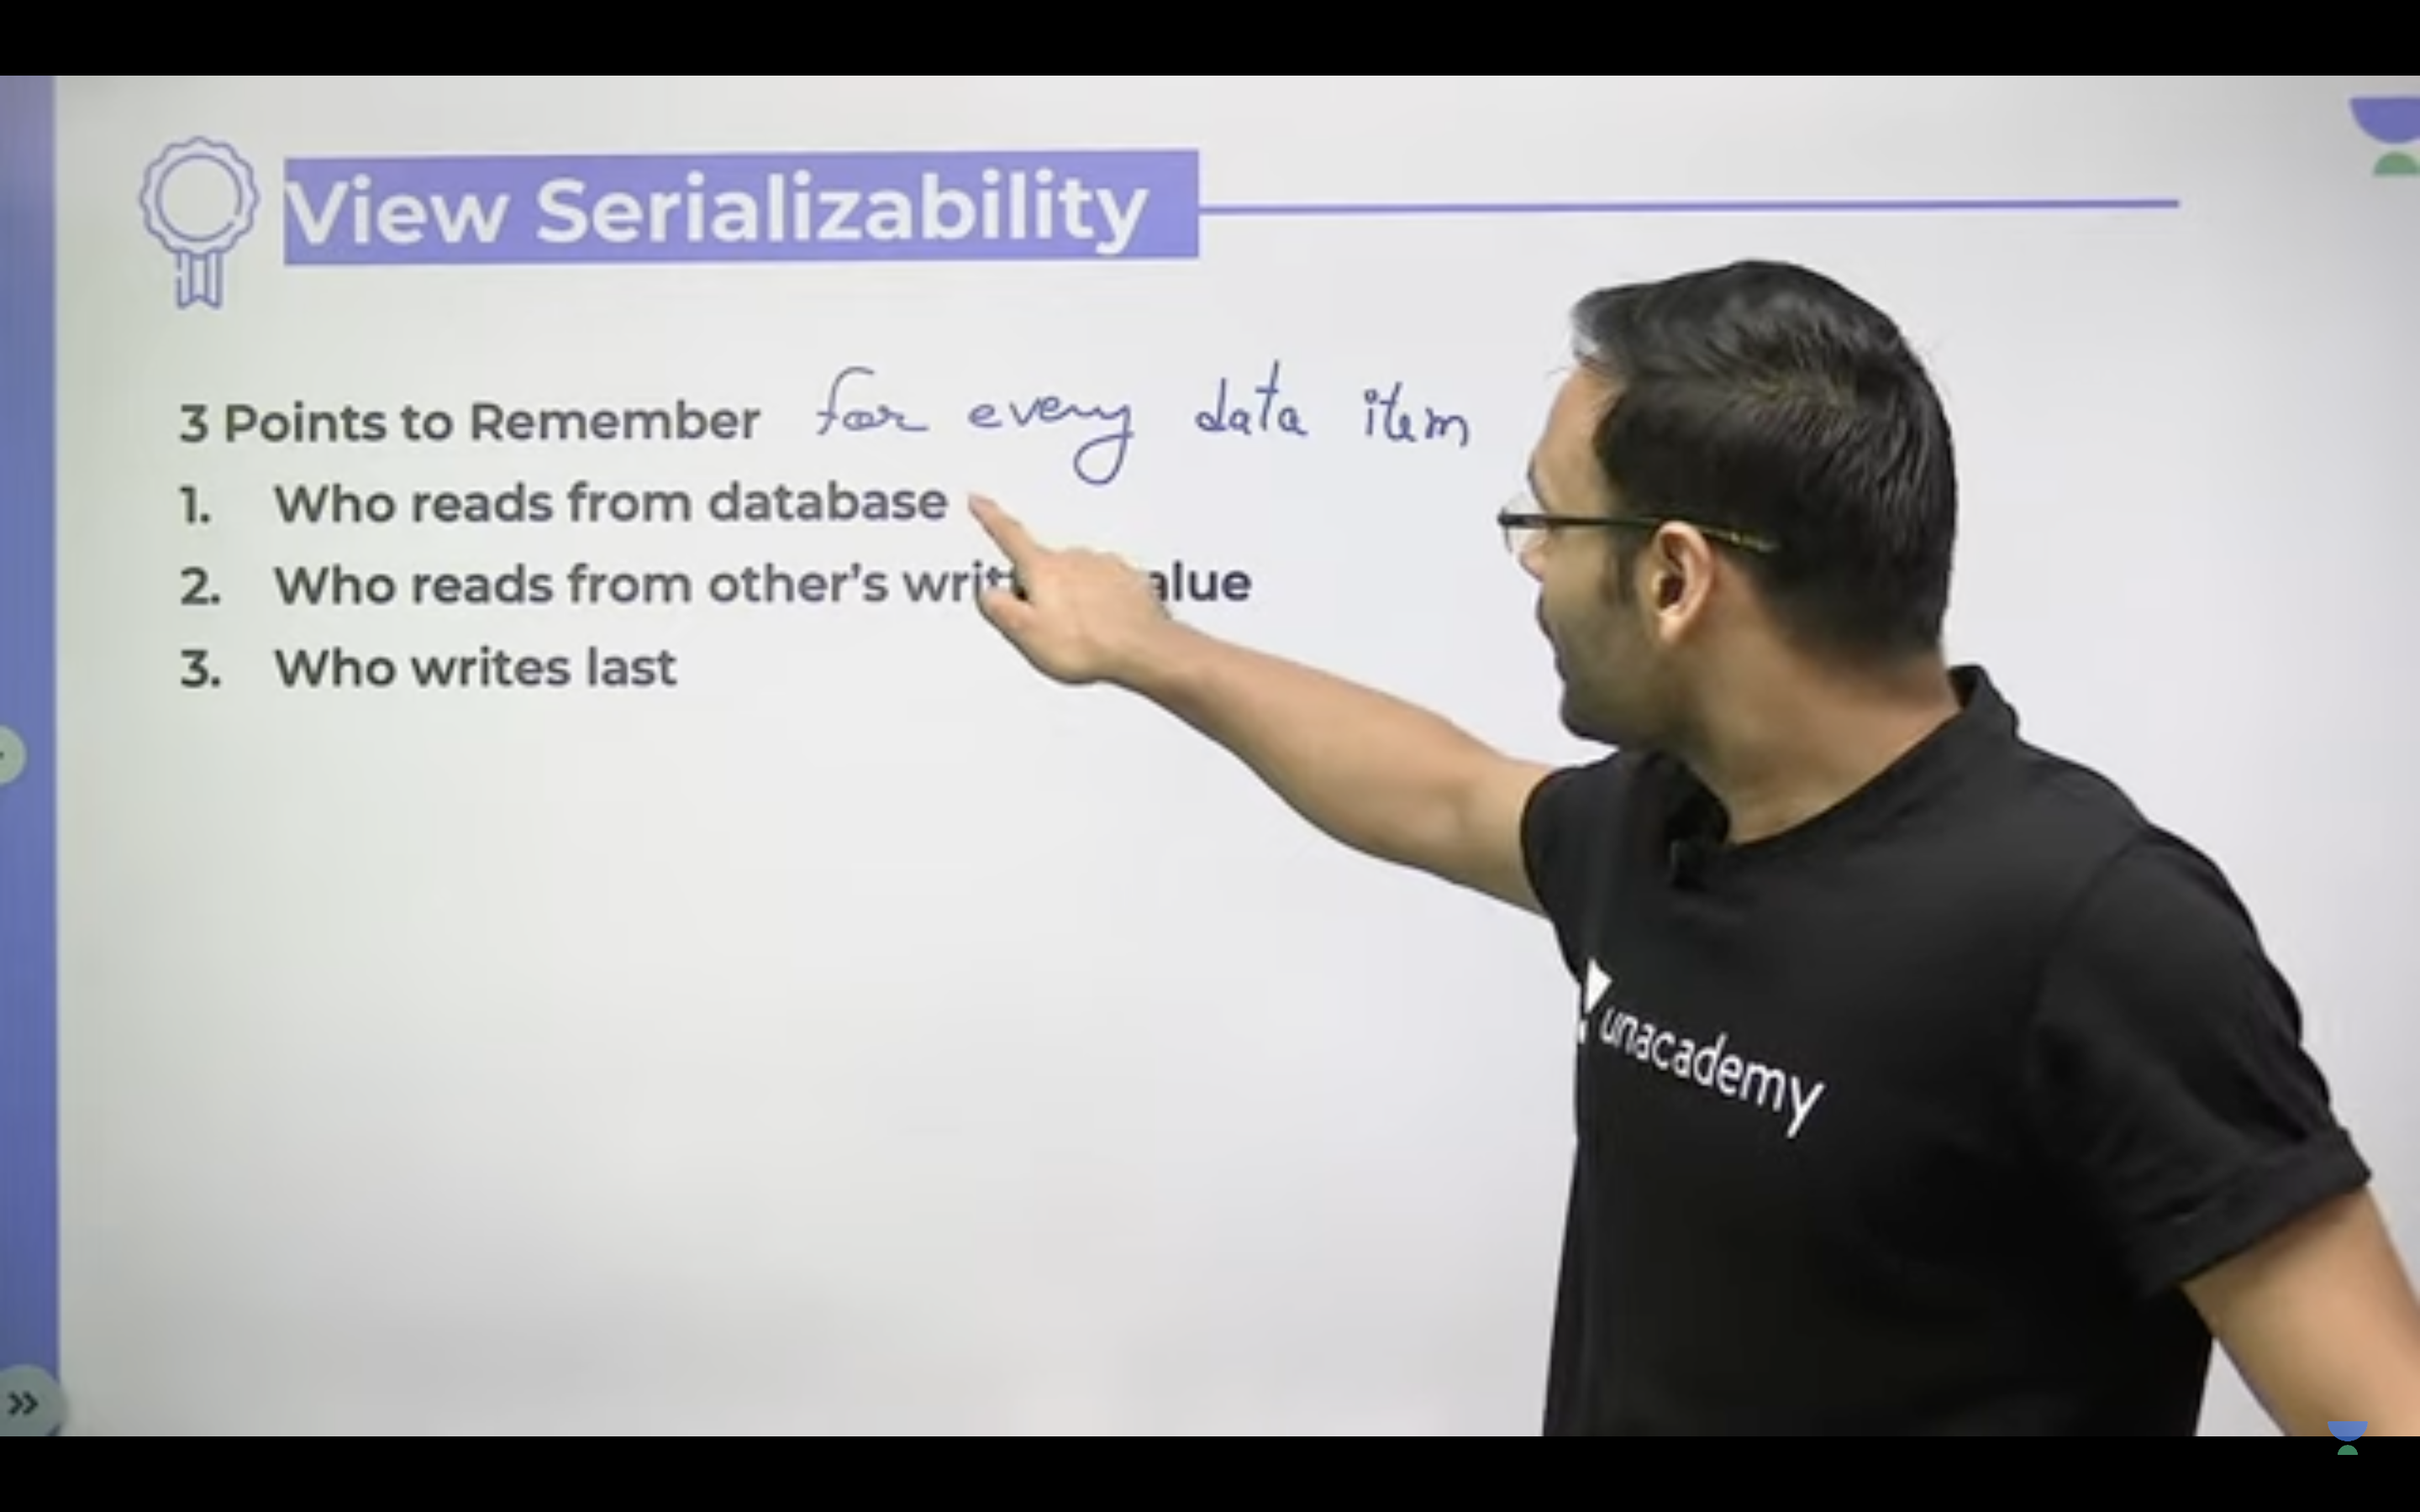 View Serializability
3 Points to Remember for every data item
1. Who reads from database
2. Who reads from other's
3. Who writes last
unacademy